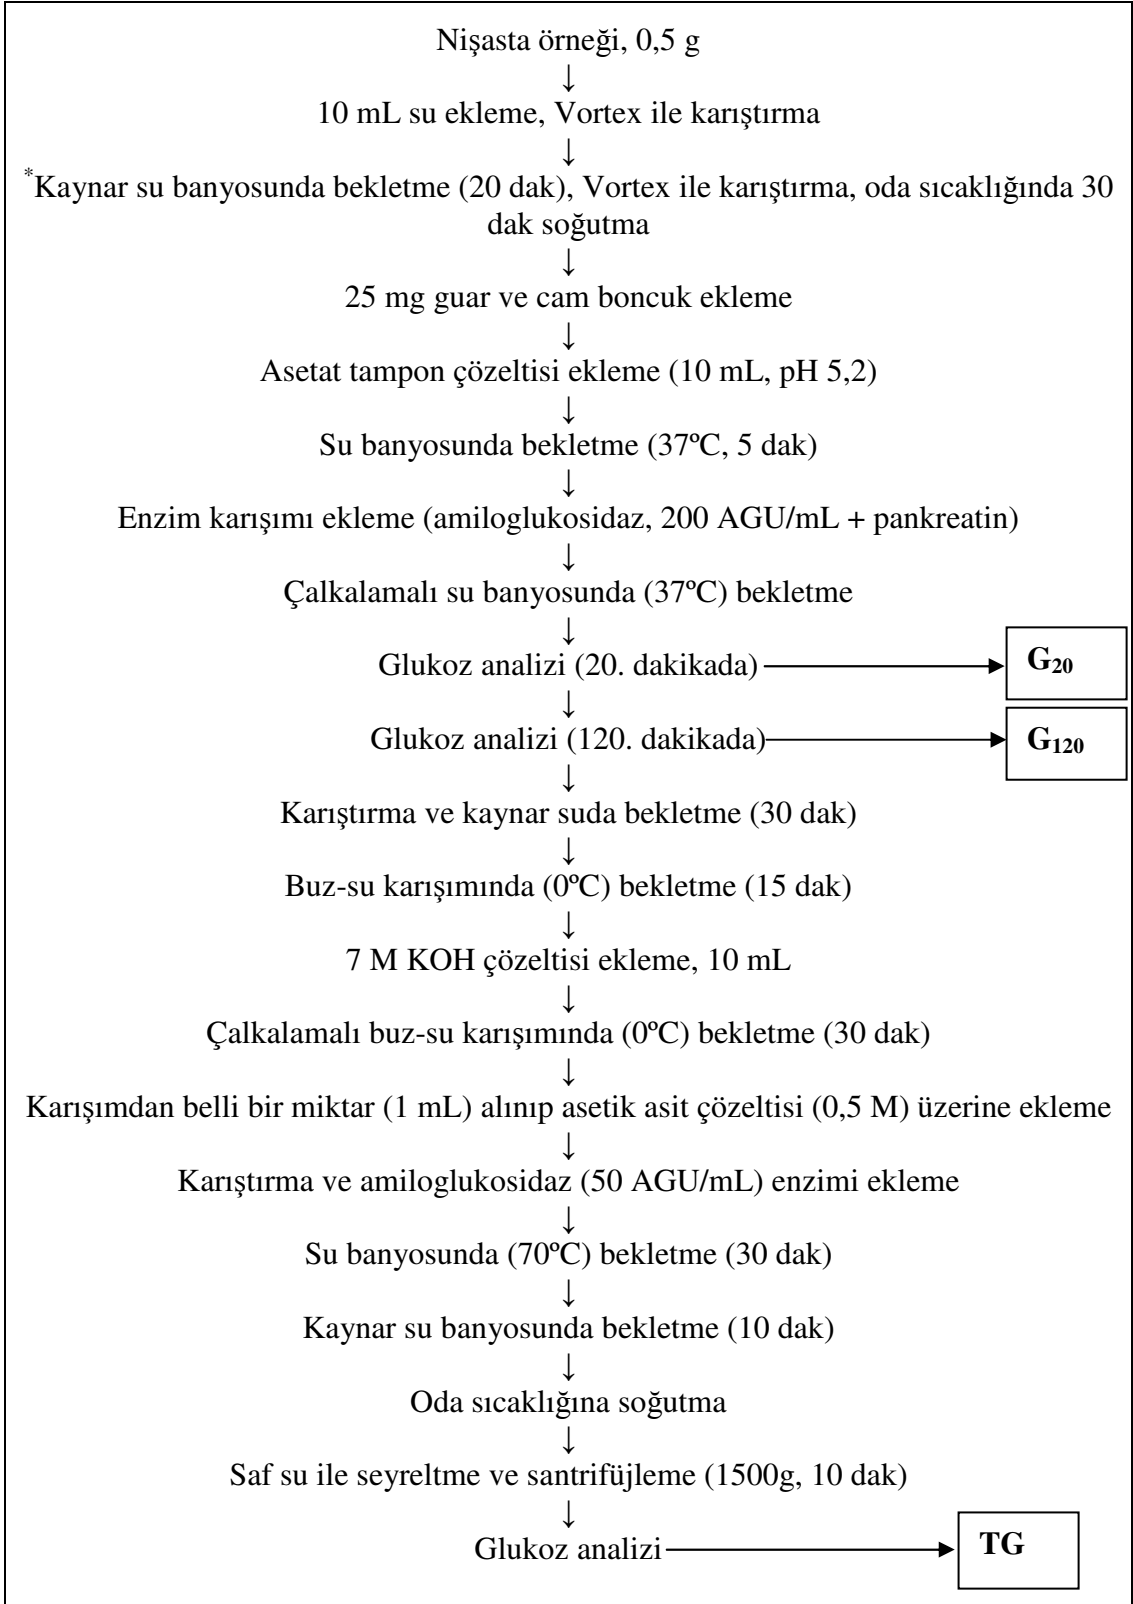 Nişasta örneği, 0,5 g
↓
10 mL su ekleme, Vortex ile karıştırma
↓
*Kaynar su banyosunda bekletme (20 dak), Vortex ile karıştırma, oda sıcaklığında 30
dak soğutma
↓
25 mg guar ve cam boncuk ekleme
↓
Asetat tampon çözeltisi ekleme (10 mL, pH 5,2)
↓
Su banyosunda bekletme (37ºC, 5 dak)
↓
Enzim karışımı ekleme (amiloglukosidaz, 200 AGU/mL + pankreatin)
↓
Çalkalamalı su banyosunda (37ºC) bekletme
↓
Glukoz analizi (20. dakikada) → G₂₀
↓
Glukoz analizi (120. dakikada) → G₁₂₀
↓
Karıştırma ve kaynar suda bekletme (30 dak)
↓
Buz-su karışımında (0ºC) bekletme (15 dak)
↓
7 M KOH çözeltisi ekleme, 10 mL
↓
Çalkalamalı buz-su karışımında (0ºC) bekletme (30 dak)
↓
Karışımdan belli bir miktar (1 mL) alınıp asetik asit çözeltisi (0,5 M) üzerine ekleme
↓
Karıştırma ve amiloglukosidaz (50 AGU/mL) enzimi ekleme
↓
Su banyosunda (70ºC) bekletme (30 dak)
↓
Kaynar su banyosunda bekletme (10 dak)
↓
Oda sıcaklığına soğutma
↓
Saf su ile seyreltme ve santrifüjleme (1500g, 10 dak)
↓
Glukoz analizi → TG